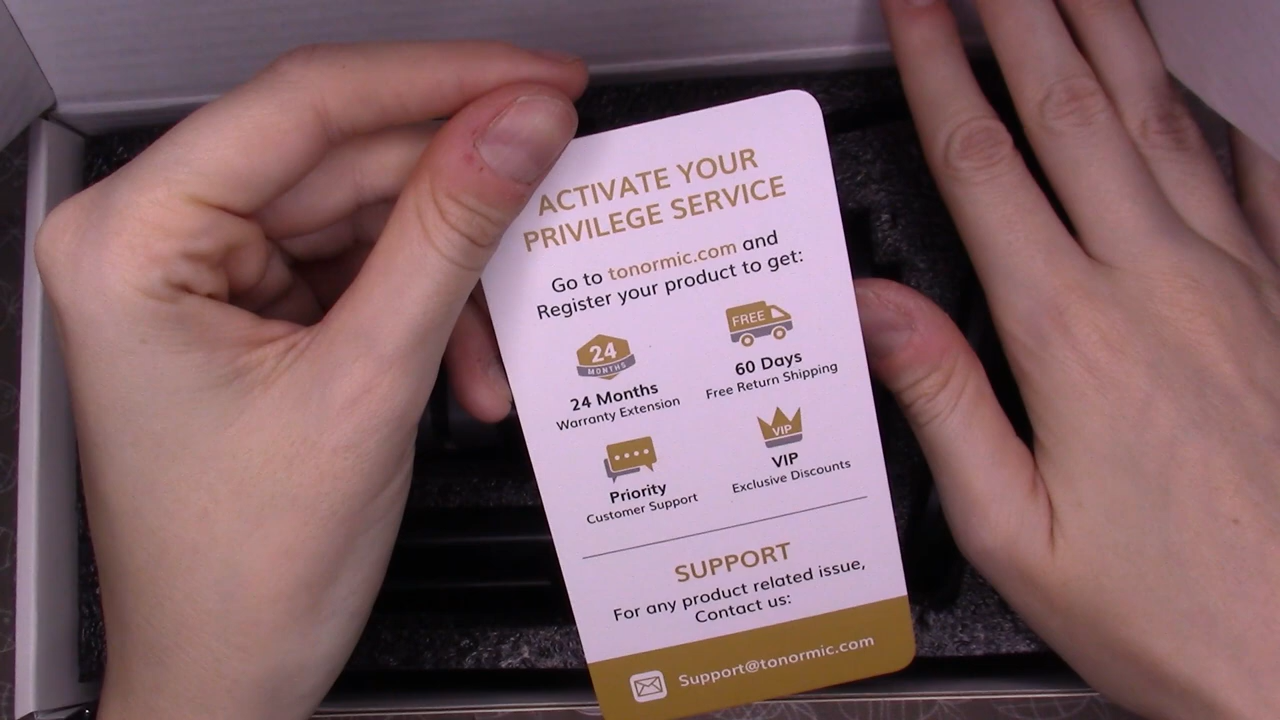 ACTIVATE YOUR
PRIVILEGE SERVICE
Go to tonormic.com and
Register your product to get:
24
MONTHS
24 Months
Warranty Extension
FREE
60 Days
Free Return Shipping
Priority
Customer Support
VIP
VIP
Exclusive Discounts
SUPPORT
For any product related issue,
Contact us:
Support@tonormic.com